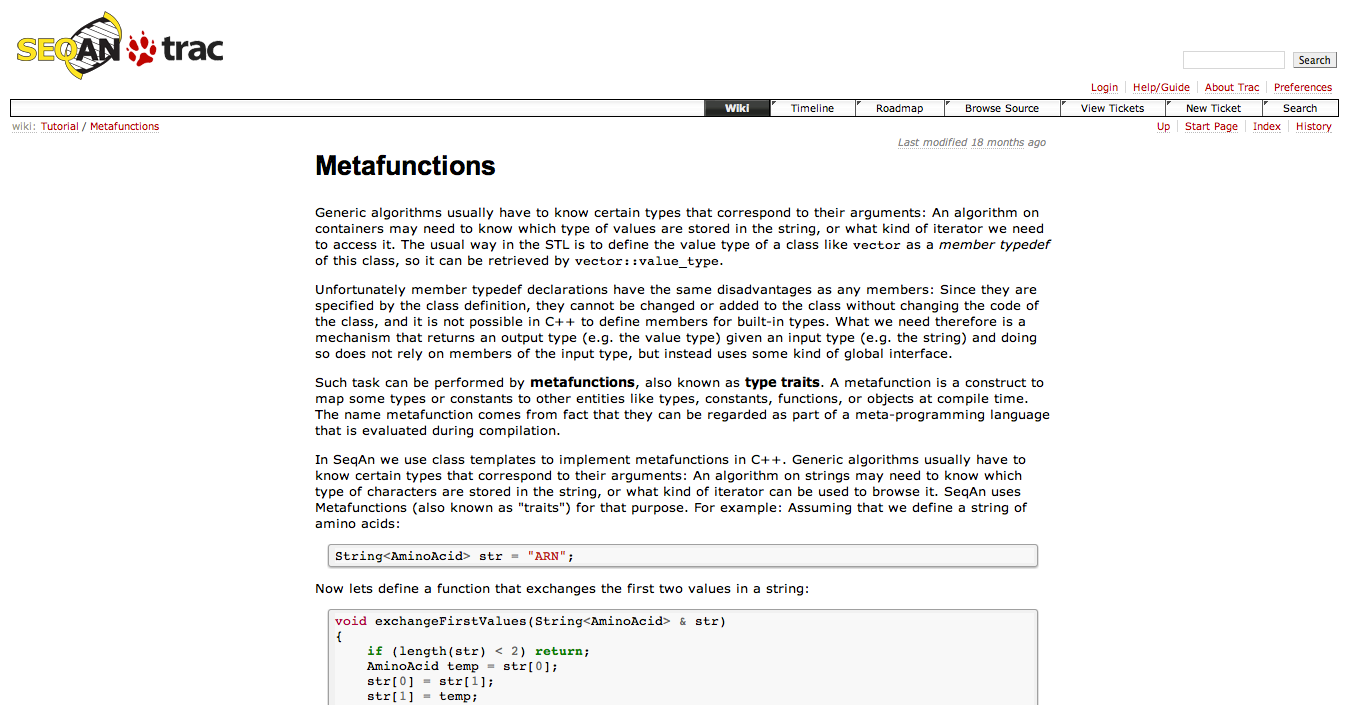 SEQAN trac
Search
Login Help/Guide About Trac Preferences
Wiki Timeline Roadmap Browse Source View Tickets New Ticket Search
wiki: Tutorial / Metafunctions
Up Start Page Index History
Last modified 18 months ago
Metafunctions
Generic algorithms usually have to know certain types that correspond to their arguments: An algorithm on
containers may need to know which type of values are stored in the string, or what kind of iterator we need
to access it. The usual way in the STL is to define the value type of a class like vector as a member typedef
of this class, so it can be retrieved by vector::value_type.
Unfortunately member typedef declarations have the same disadvantages as any members: Since they are
specified by the class definition, they cannot be changed or added to the class without changing the code of
the class, and it is not possible in C++ to define members for built-in types. What we need therefore is a
mechanism that returns an output type (e.g. the value type) given an input type (e.g. the string) and doing
so does not rely on members of the input type, but instead uses some kind of global interface.
Such task can be performed by metafunctions, also known as type traits. A metafunction is a construct to
map some types or constants to other entities like types, constants, functions, or objects at compile time.
The name metafunction comes from fact that they can be regarded as part of a meta-programming language
that is evaluated during compilation.
In SeqAn we use class templates to implement metafunctions in C++. Generic algorithms usually have to
know certain types that correspond to their arguments: An algorithm on strings may need to know which
type of characters are stored in the string, or what kind of iterator can be used to browse it. SeqAn uses
Metafunctions (also known as "traits") for that purpose. For example: Assuming that we define a string of
amino acids:
String<AminoAcid> str = "ARN";
Now lets define a function that exchanges the first two values in a string:
void exchangeFirstValues(String<AminoAcid> & str)
{
if (length(str) < 2) return;
AminoAcid temp = str[0];
str[0] = str[1];
str[1] = temp;